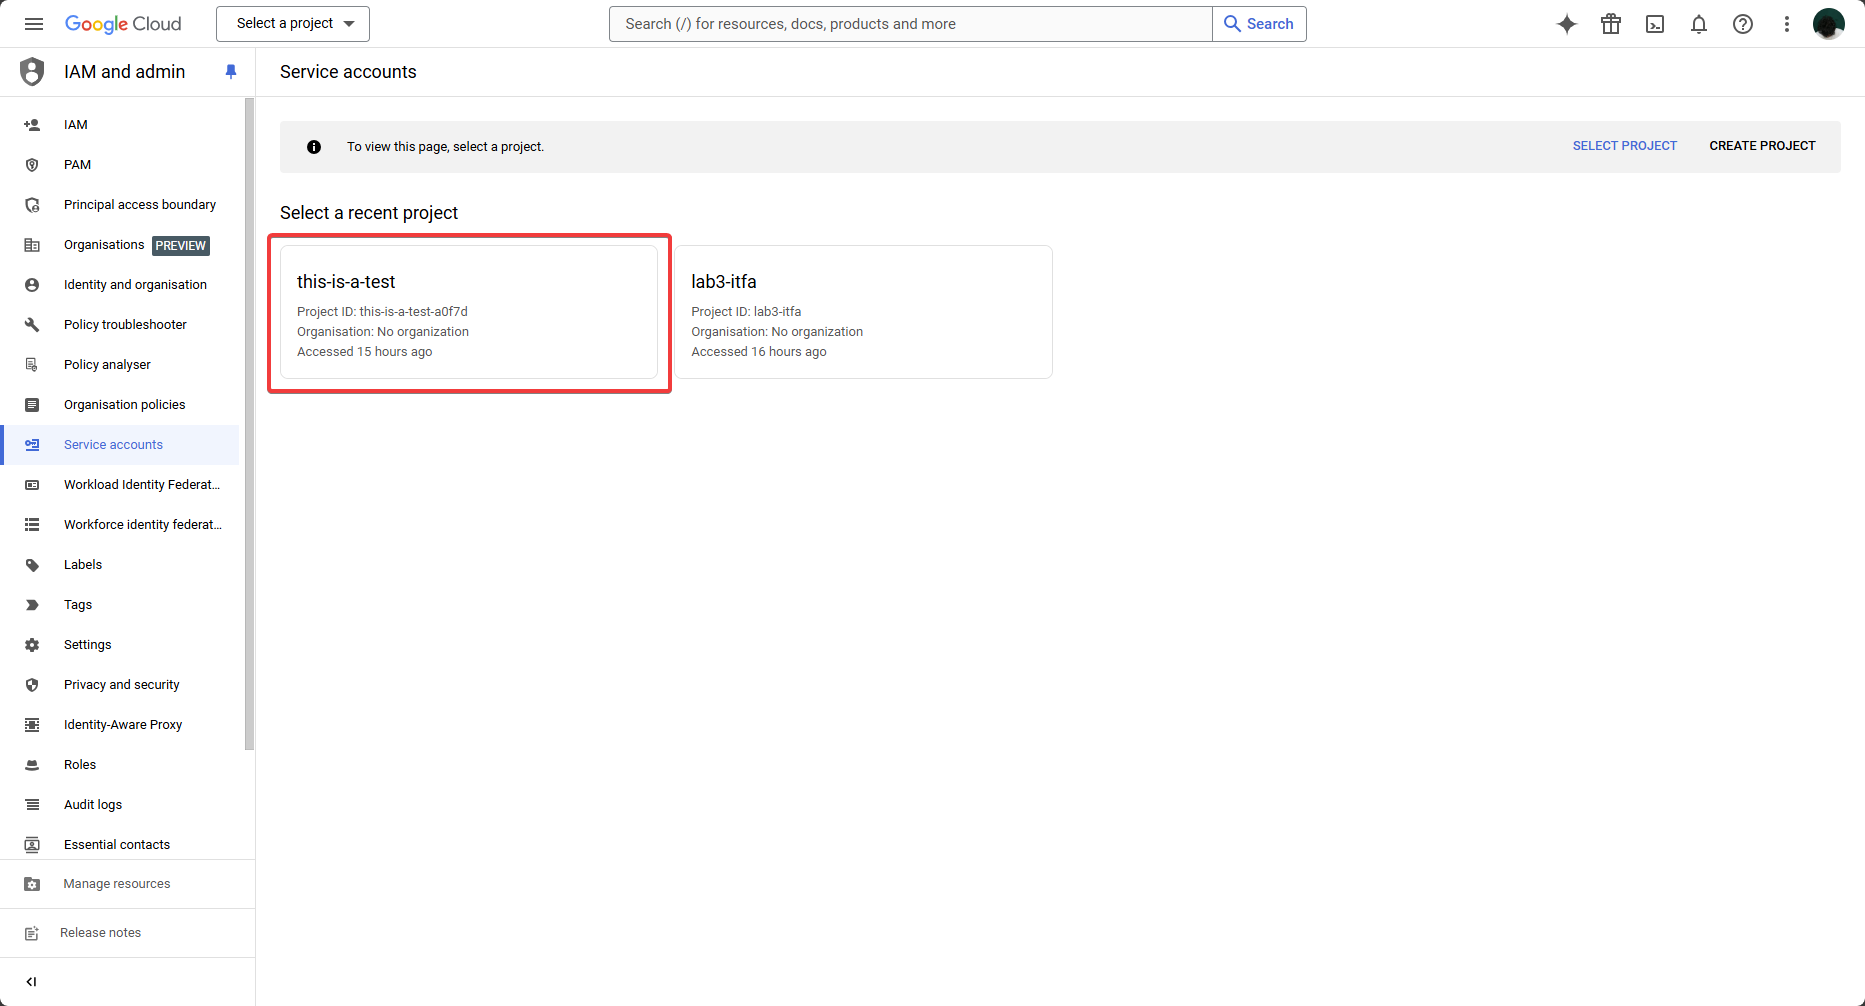 Google Cloud
Select a project
Search (/) for resources, docs, products and more
Search
IAM and admin
Service accounts
IAM
PAM
Principal access boundary
Organisations PREVIEW
Identity and organisation
Policy troubleshooter
Policy analyser
Organisation policies
Service accounts
Workload Identity Federat...
Workforce identity federat...
Labels
Tags
Settings
Privacy and security
Identity-Aware Proxy
Roles
Audit logs
Essential contacts
Manage resources
Release notes
To view this page, select a project.
SELECT PROJECT
CREATE PROJECT
Select a recent project
this-is-a-test
Project ID: this-is-a-test-a0f7d
Organisation: No organization
Accessed 15 hours ago
lab3-itfa
Project ID: lab3-itfa
Organisation: No organization
Accessed 16 hours ago